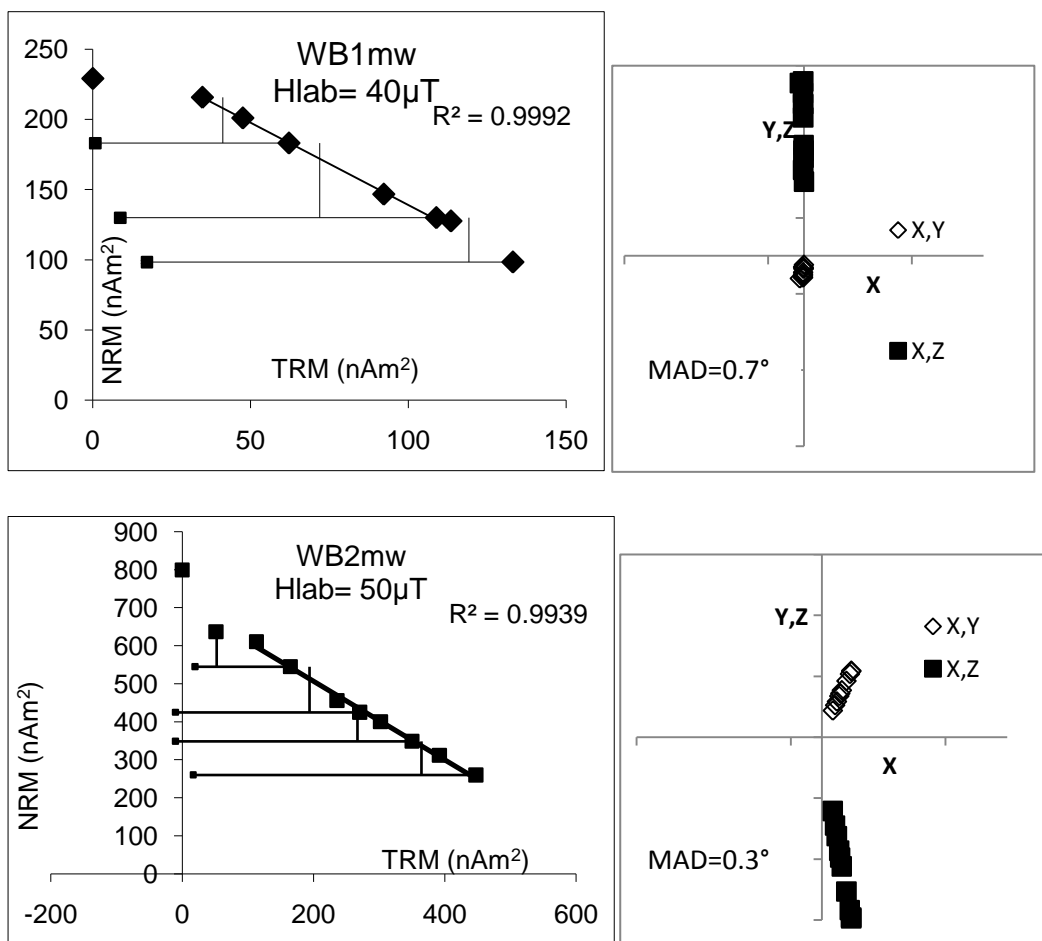 WB1mw
Hlab= 40µT
R² = 0.9992
250
200
150
100
50
0
NRM (nAm²)
TRM (nAm²)
0
50
100
150
Y,Z
X,Y
X
X,Z
MAD=0.7°
WB2mw
Hlab= 50µT
R² = 0.9939
900
800
700
600
500
400
300
200
100
0
NRM (nAm²)
TRM (nAm²)
-200
0
200
400
600
Y,Z
X,Y
X,Z
X
MAD=0.3°